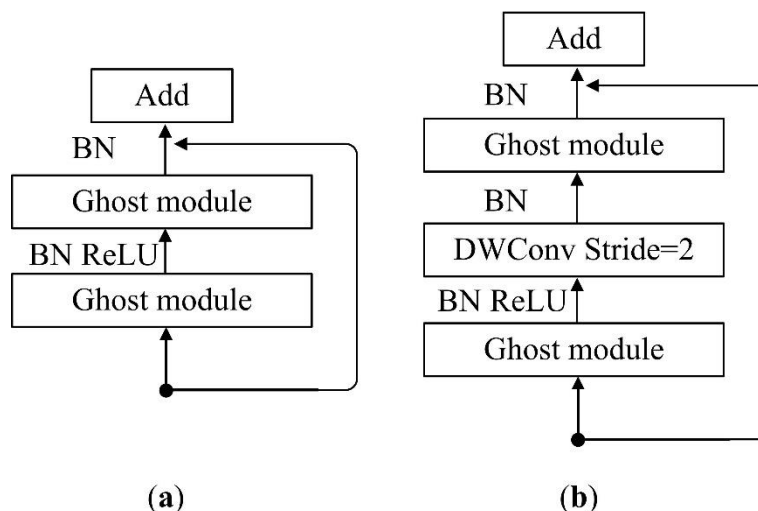 Add
BN
Ghost module
BN ReLU
Ghost module
(a)
Add
BN
Ghost module
BN
DWConv Stride=2
BN ReLU
Ghost module
(b)